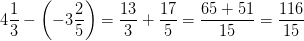 $4\frac{1}{3} - \left(-3\frac{2}{5}\right) = \frac{13}{3} + \frac{17}{5} = \frac{65+51}{15} = \frac{116}{15}$